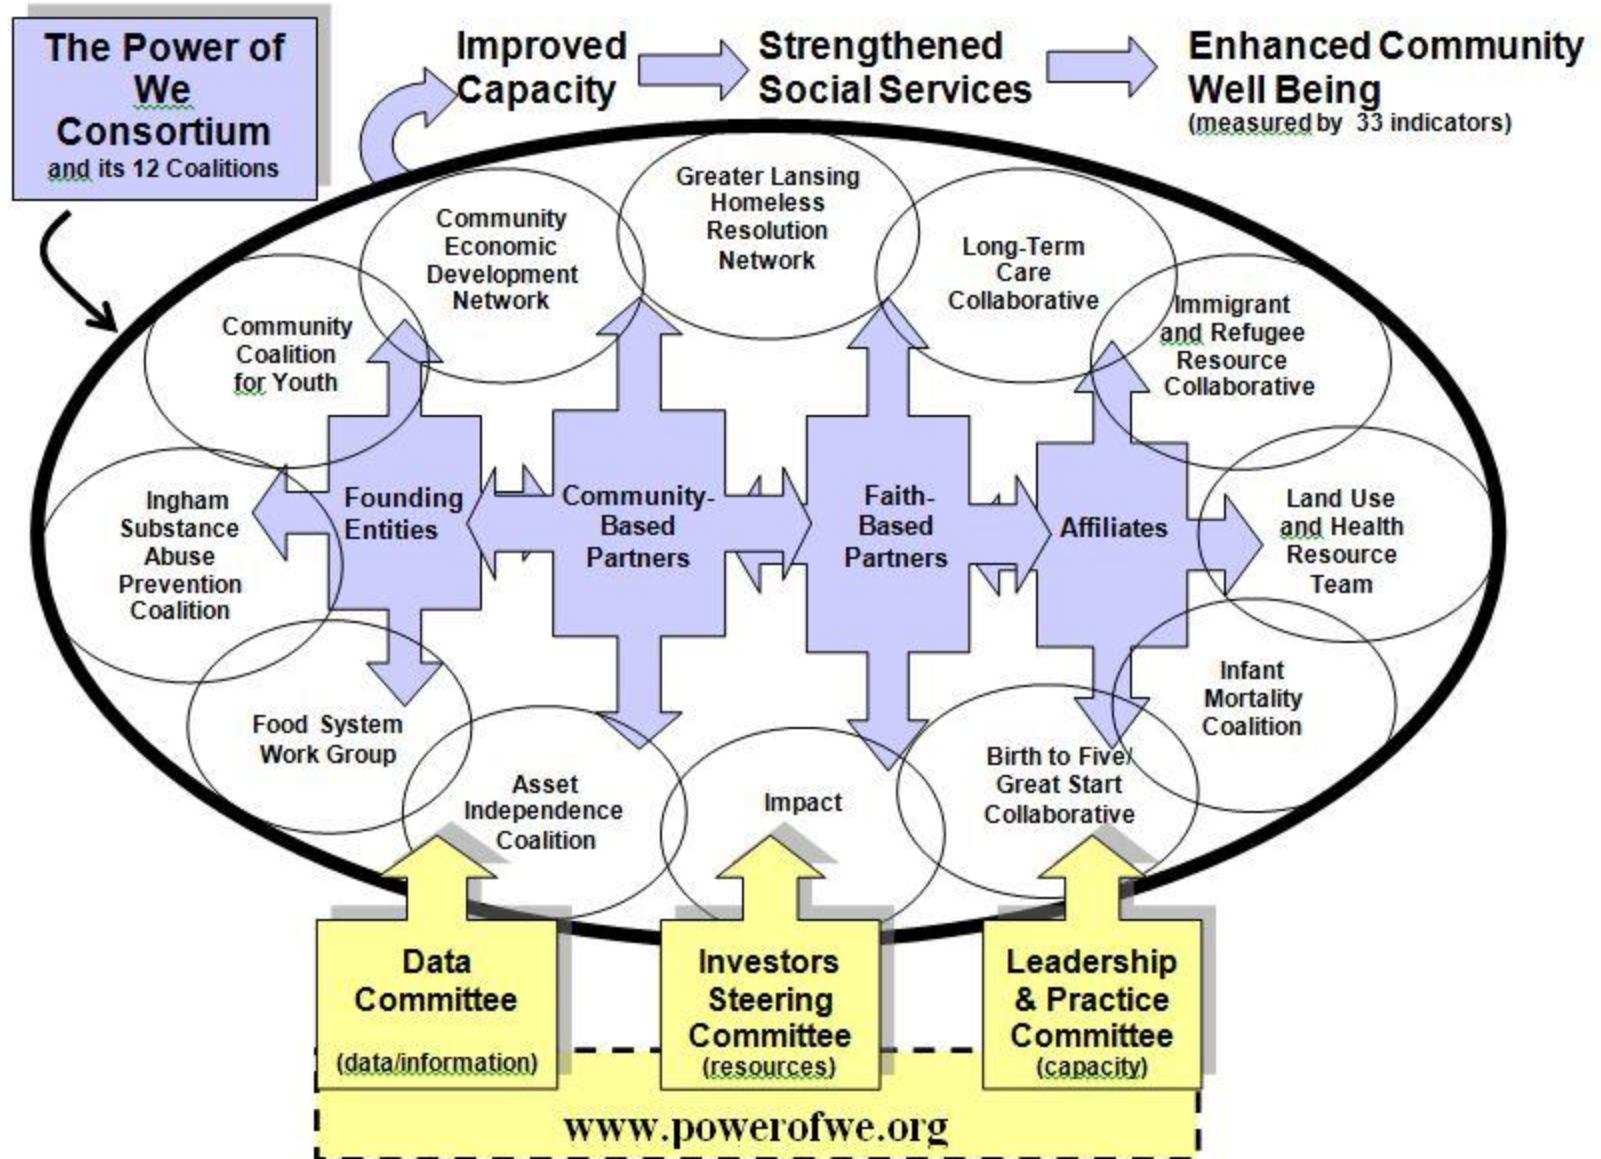 The Power of
We
Consortium
and its 12 Coalitions
Improved
Capacity
Strengthened
Social Services
Enhanced Community
Well Being
(measured by 33 indicators)
Greater Lansing
Homeless
Resolution
Network
Community
Economic
Development
Network
Long-Term
Care
Collaborative
Community
Coalition
for Youth
Immigrant
and Refugee
Resource
Collaborative
Ingham
Substance
Abuse
Prevention
Coalition
Founding
Entities
Community-
Based
Partners
Faith-
Based
Partners
Affiliates
Land Use
and Health
Resource
Team
Food System
Work Group
Asset
Independence
Coalition
Impact
Birth to Five/
Great Start
Collaborative
Infant
Mortality
Coalition
Data
Committee
(data/information)
Investors
Steering
Committee
(resources)
Leadership
& Practice
Committee
(capacity)
www.powerofwe.org